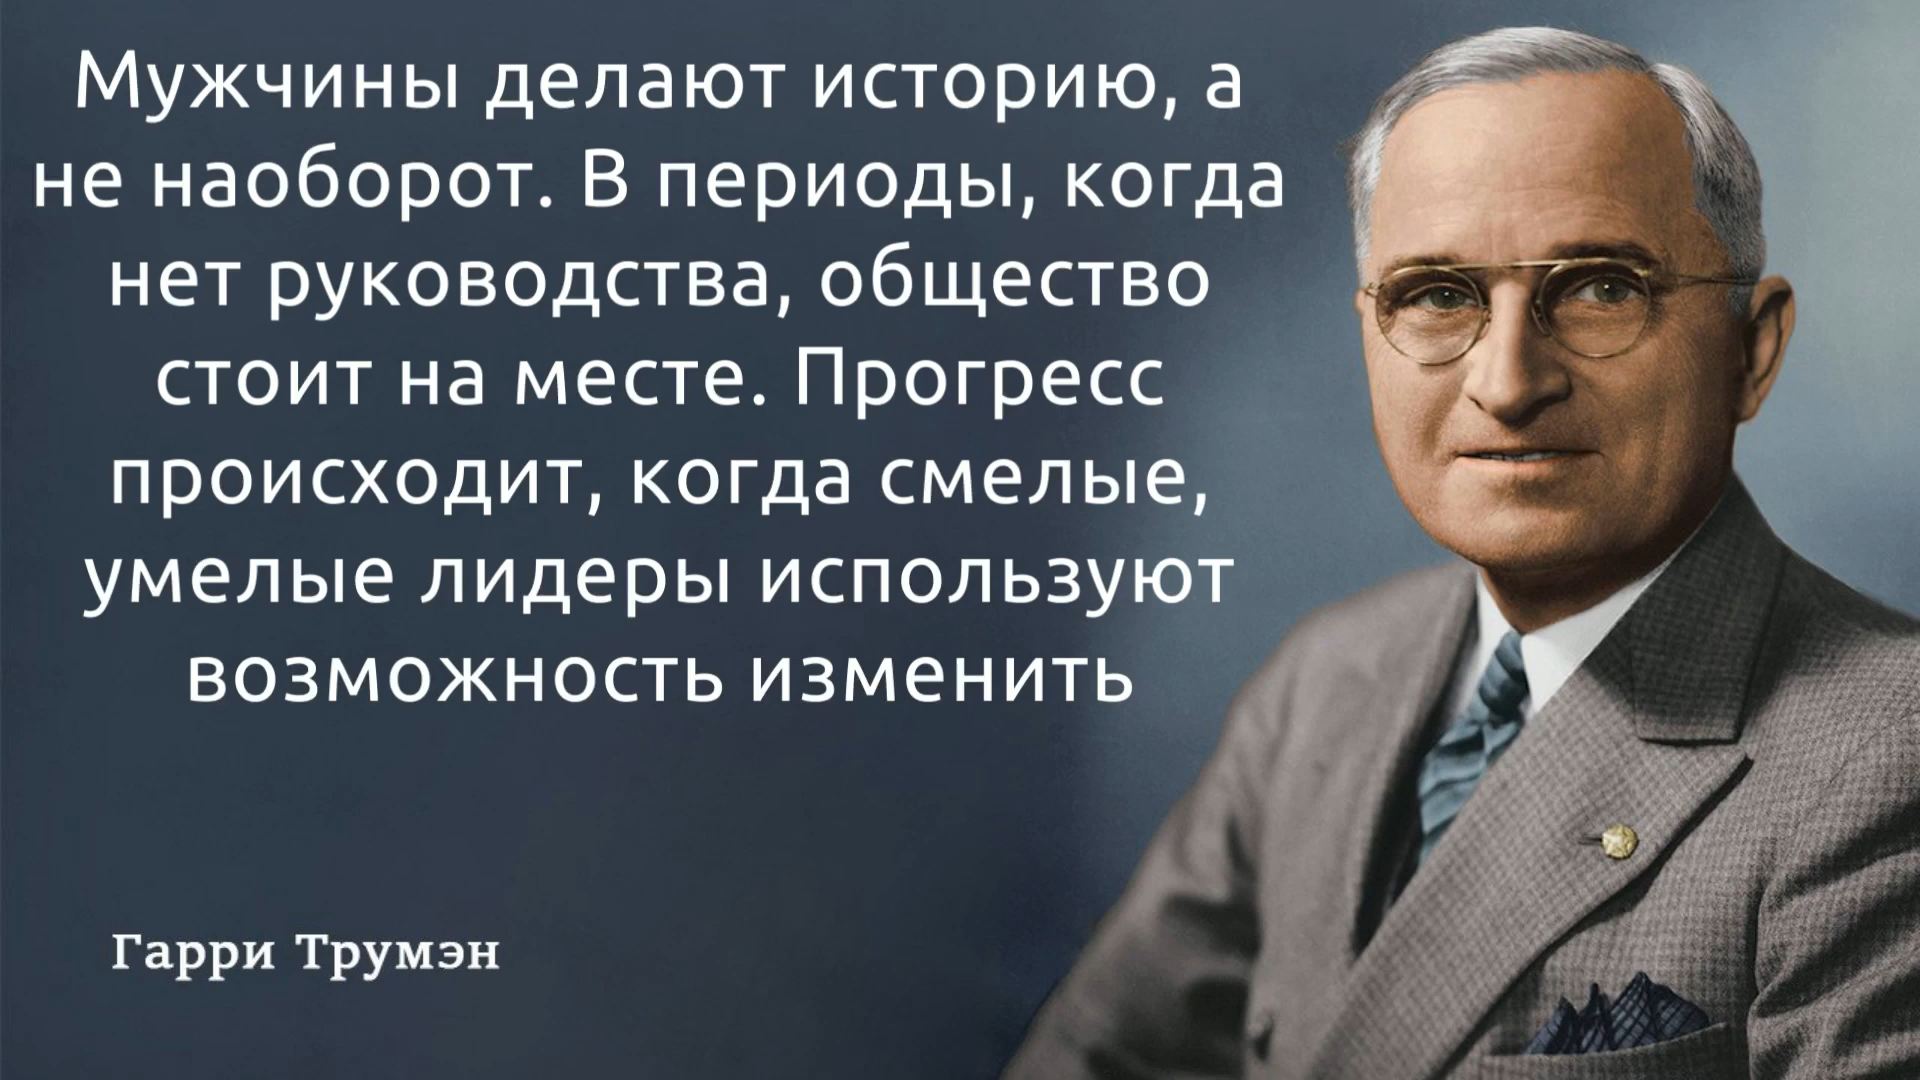 Мужчины делают историю, а
не наоборот. В периоды, когда
нет руководства, общество
стоит на месте. Прогресс
происходит, когда смелые,
умелые лидеры используют
возможность изменить
Гарри Трумэн